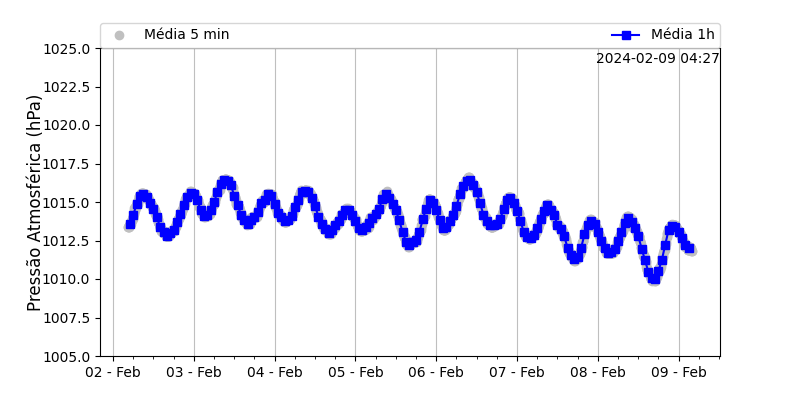 Média 5 min
Média 1h
2024-02-09 04:27
Pressão Atmosférica (hPa)
1025.0
1022.5
1020.0
1017.5
1015.0
1012.5
1010.0
1007.5
1005.0
02 - Feb
03 - Feb
04 - Feb
05 - Feb
06 - Feb
07 - Feb
08 - Feb
09 - Feb